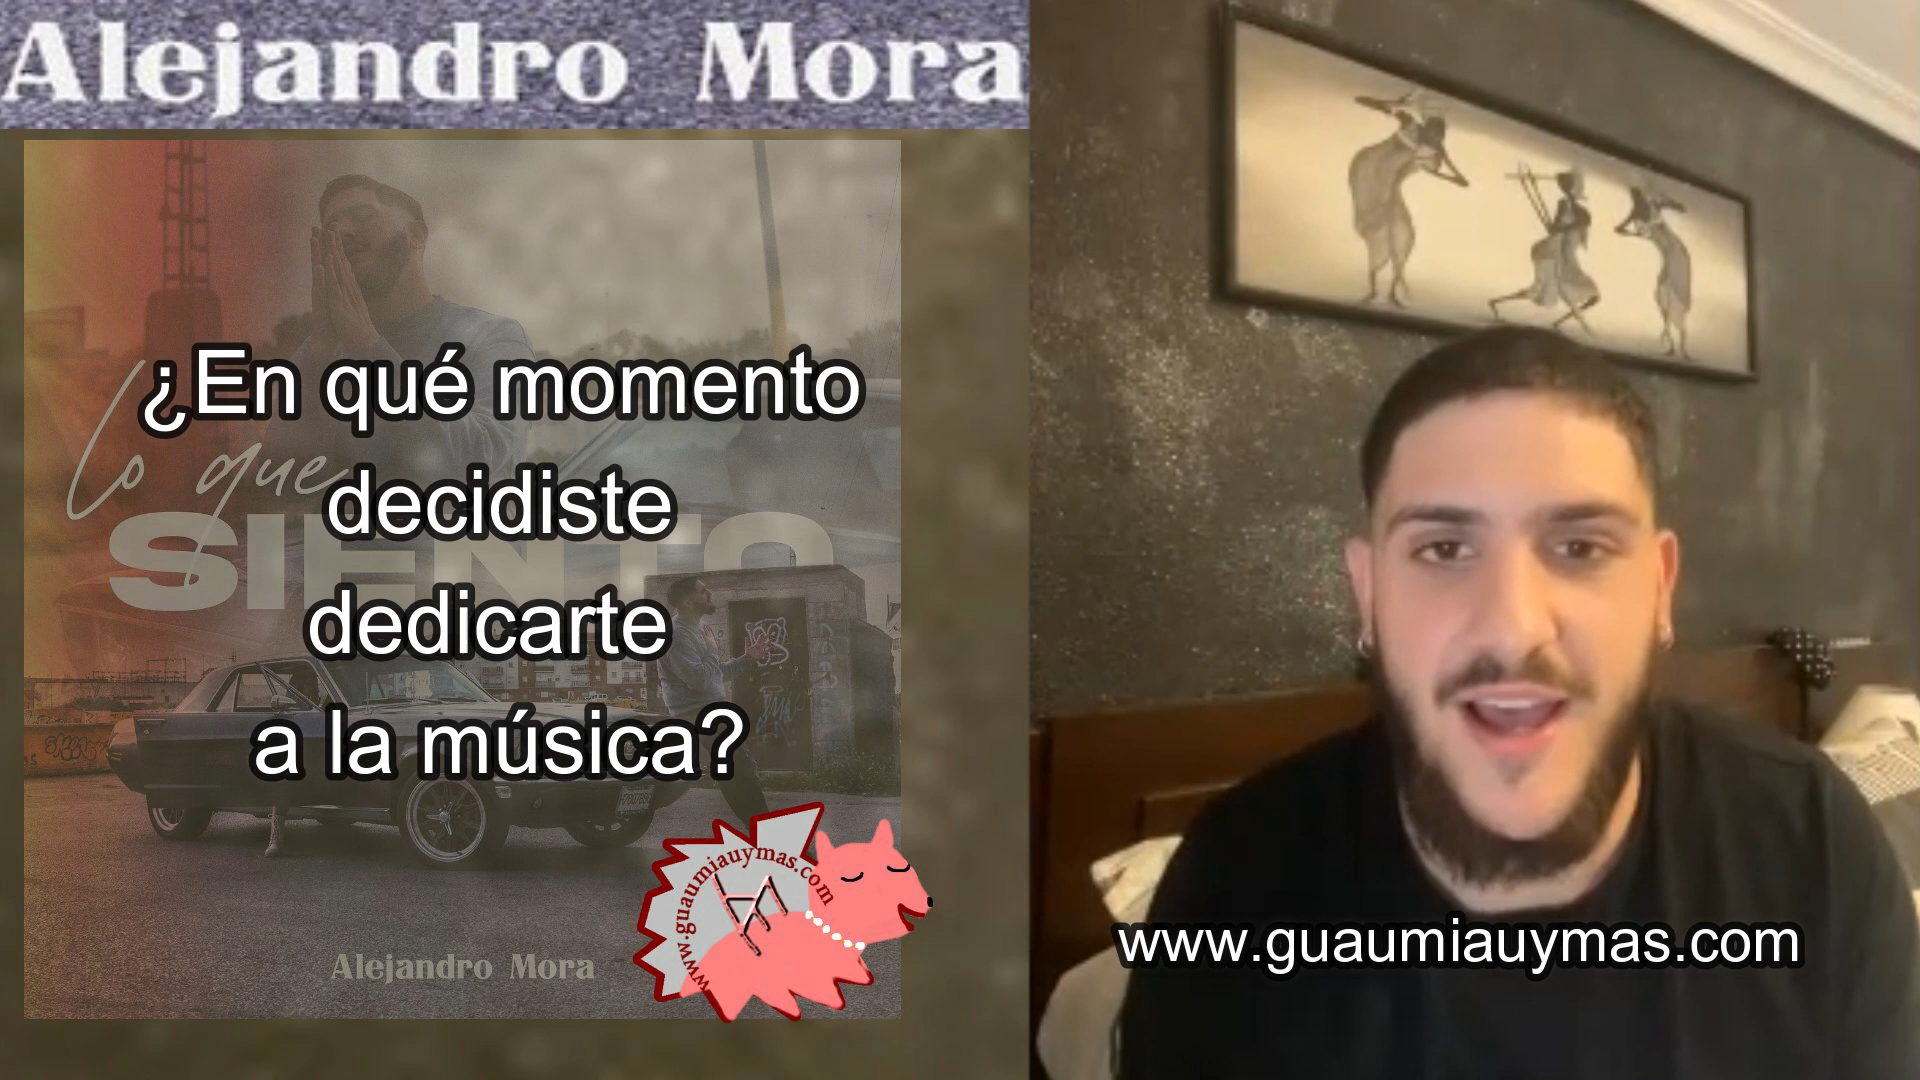 Alejandro Mora
Lo que
SIENTO
¿En qué momento
decidiste
dedicarte
a la música?
www.guaumiauymas.com
Alejandro Mora
www.guaumiauymas.com